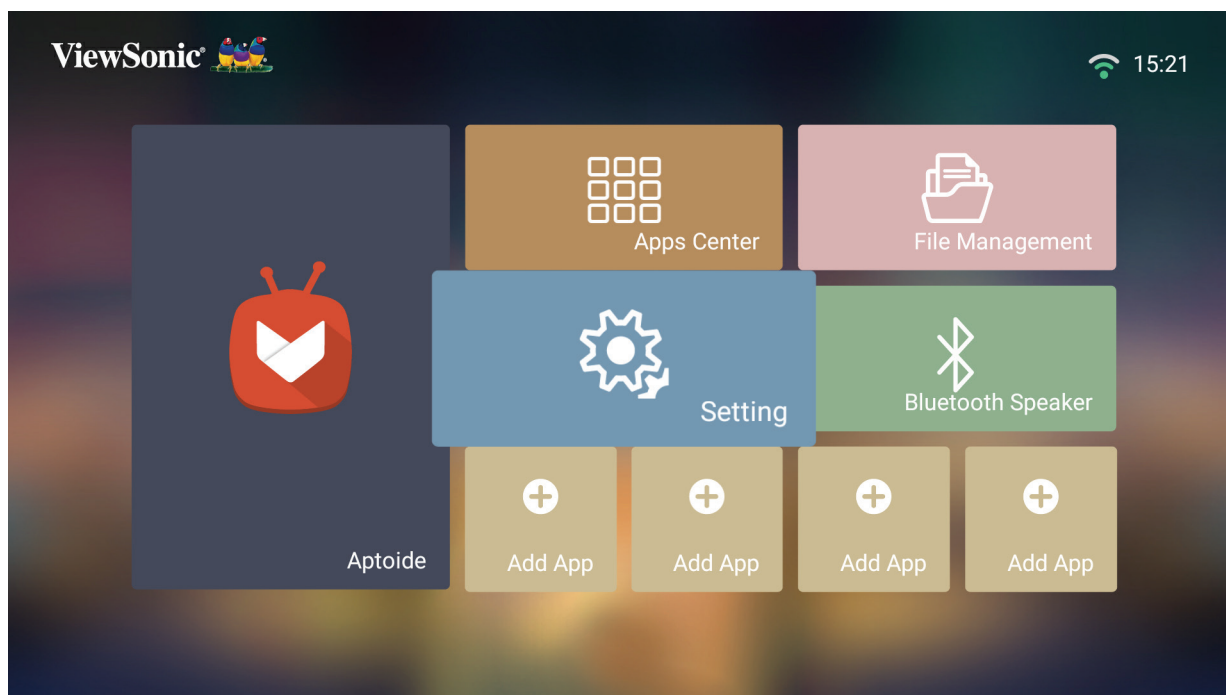 ViewSonic®
15:21
Apps Center
File Management
Setting
Bluetooth Speaker
Aptoide
Add App
Add App
Add App
Add App